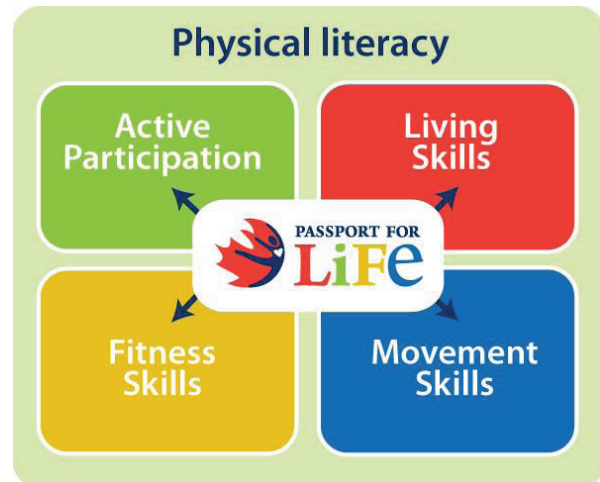 Physical literacy
Active
Participation
Living
Skills
PASSPORT FOR
LiFe
Fitness
Skills
Movement
Skills